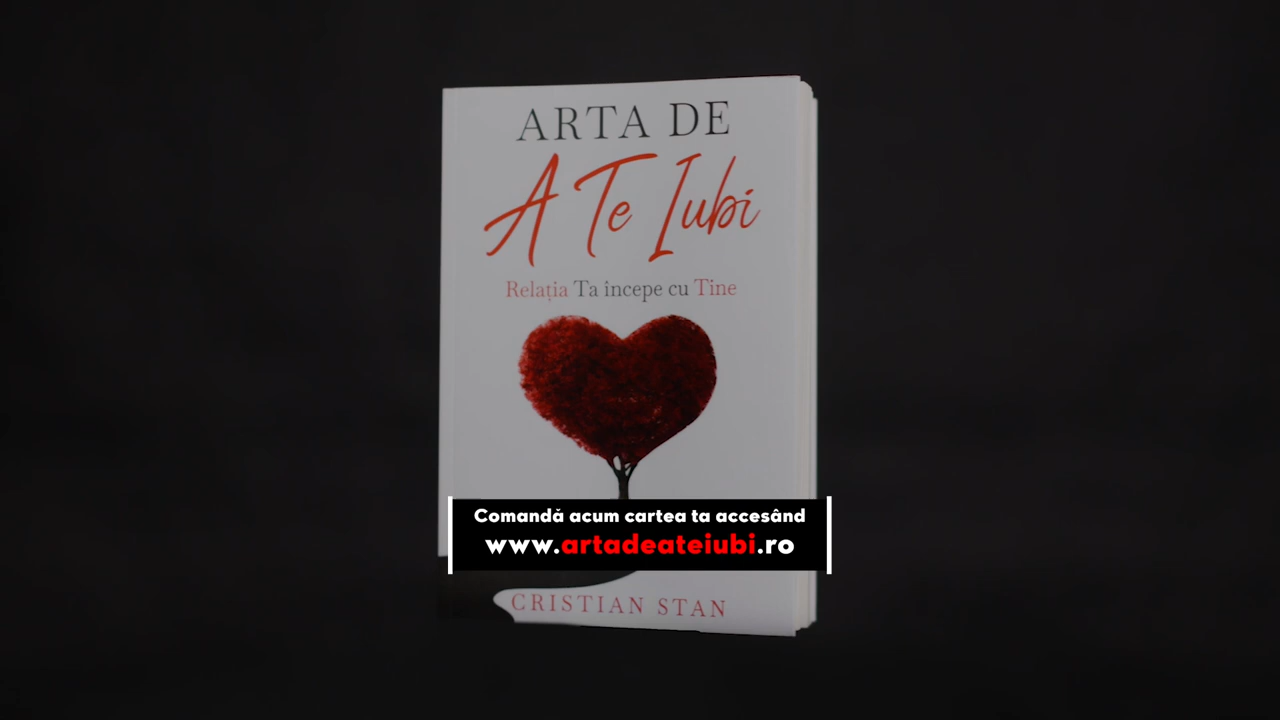 ARTA DE
A Te Iubi
Relația Ta începe cu Tine
Comandă acum cartea ta accesând
www.artadeateiubi.ro
CRISTIAN STAN